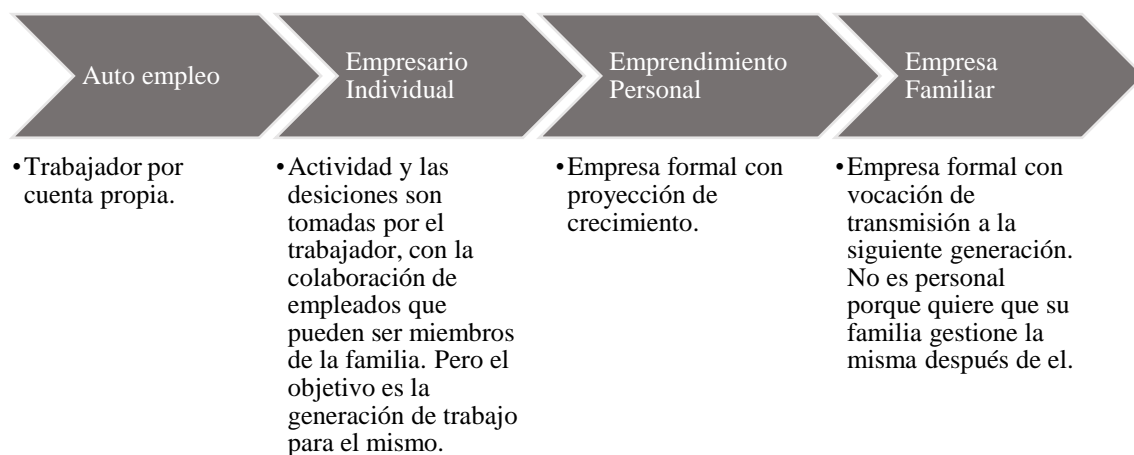 Auto empleo
Empresario
Individual
Emprendimiento
Personal
Empresa
Familiar
•Trabajador por
cuenta propia.
•Actividad y las
desiciones son
tomadas por el
trabajador, con la
colaboración de
empleados que
pueden ser miembros
de la familia. Pero el
objetivo es la
generación de trabajo
para el mismo.
•Empresa formal con
proyección de
crecimiento.
•Empresa formal con
vocación de
transmisión a la
siguiente generación.
No es personal
porque quiere que su
familia gestione la
misma después de el.